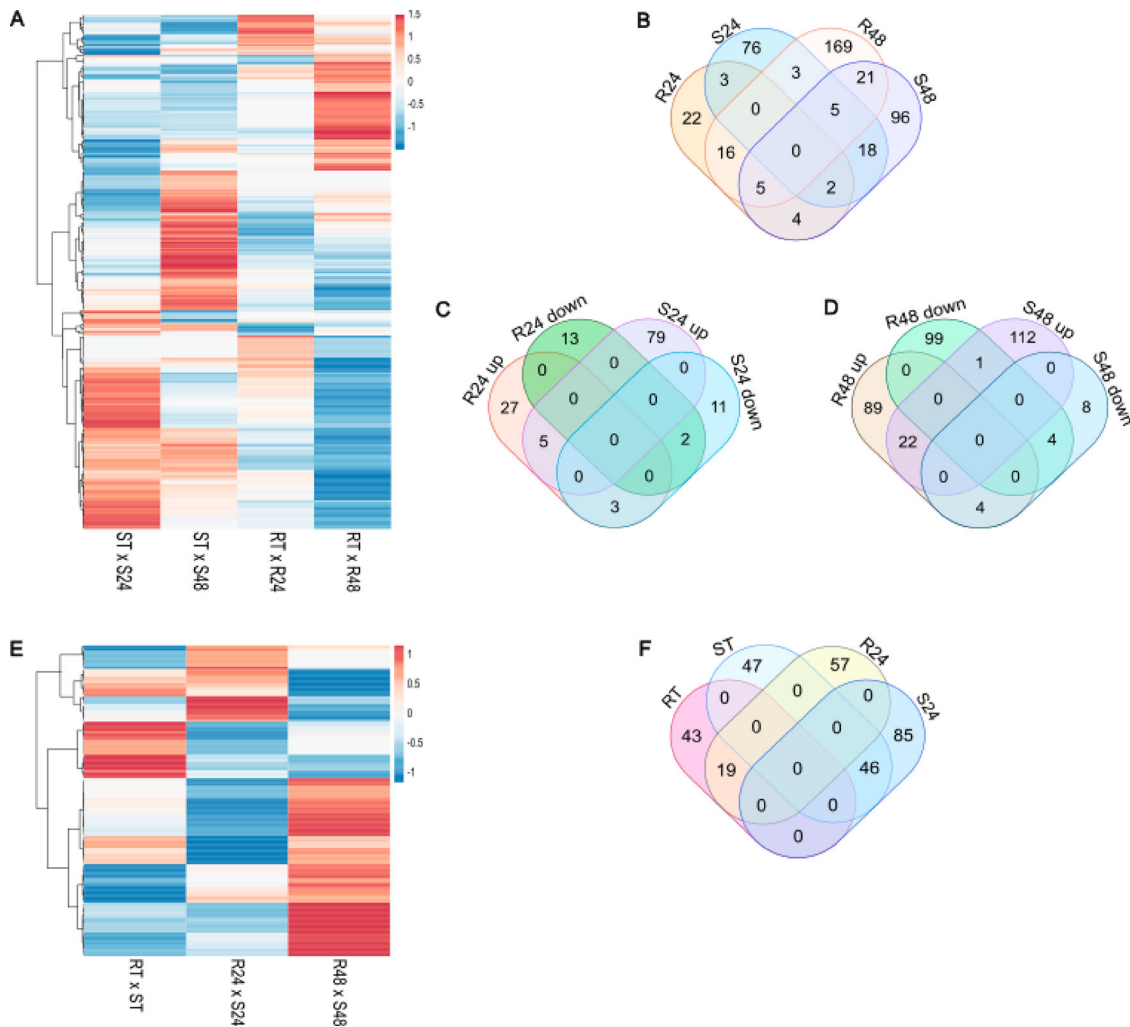 A
1.5
1
0.5
-0.5
-1
ST x S24
ST x S48
RT x R24
RT x R48
B
R24
S24
R48
S48
76
169
3
3
21
22
0
5
96
16
0
18
5
2
4
C
R24 up
R24 down
S24 up
S24 down
13
79
0
0
0
27
0
0
11
5
0
2
0
0
3
D
R48 up
R48 down
S48 up
S48 down
99
112
0
1
0
89
0
0
8
22
0
4
0
0
4
E
1
0.5
-0.5
-1
RT x ST
R24 x S24
R48 x S48
F
RT
ST
R24
S24
47
57
0
0
0
43
0
0
85
19
0
46
0
0
0